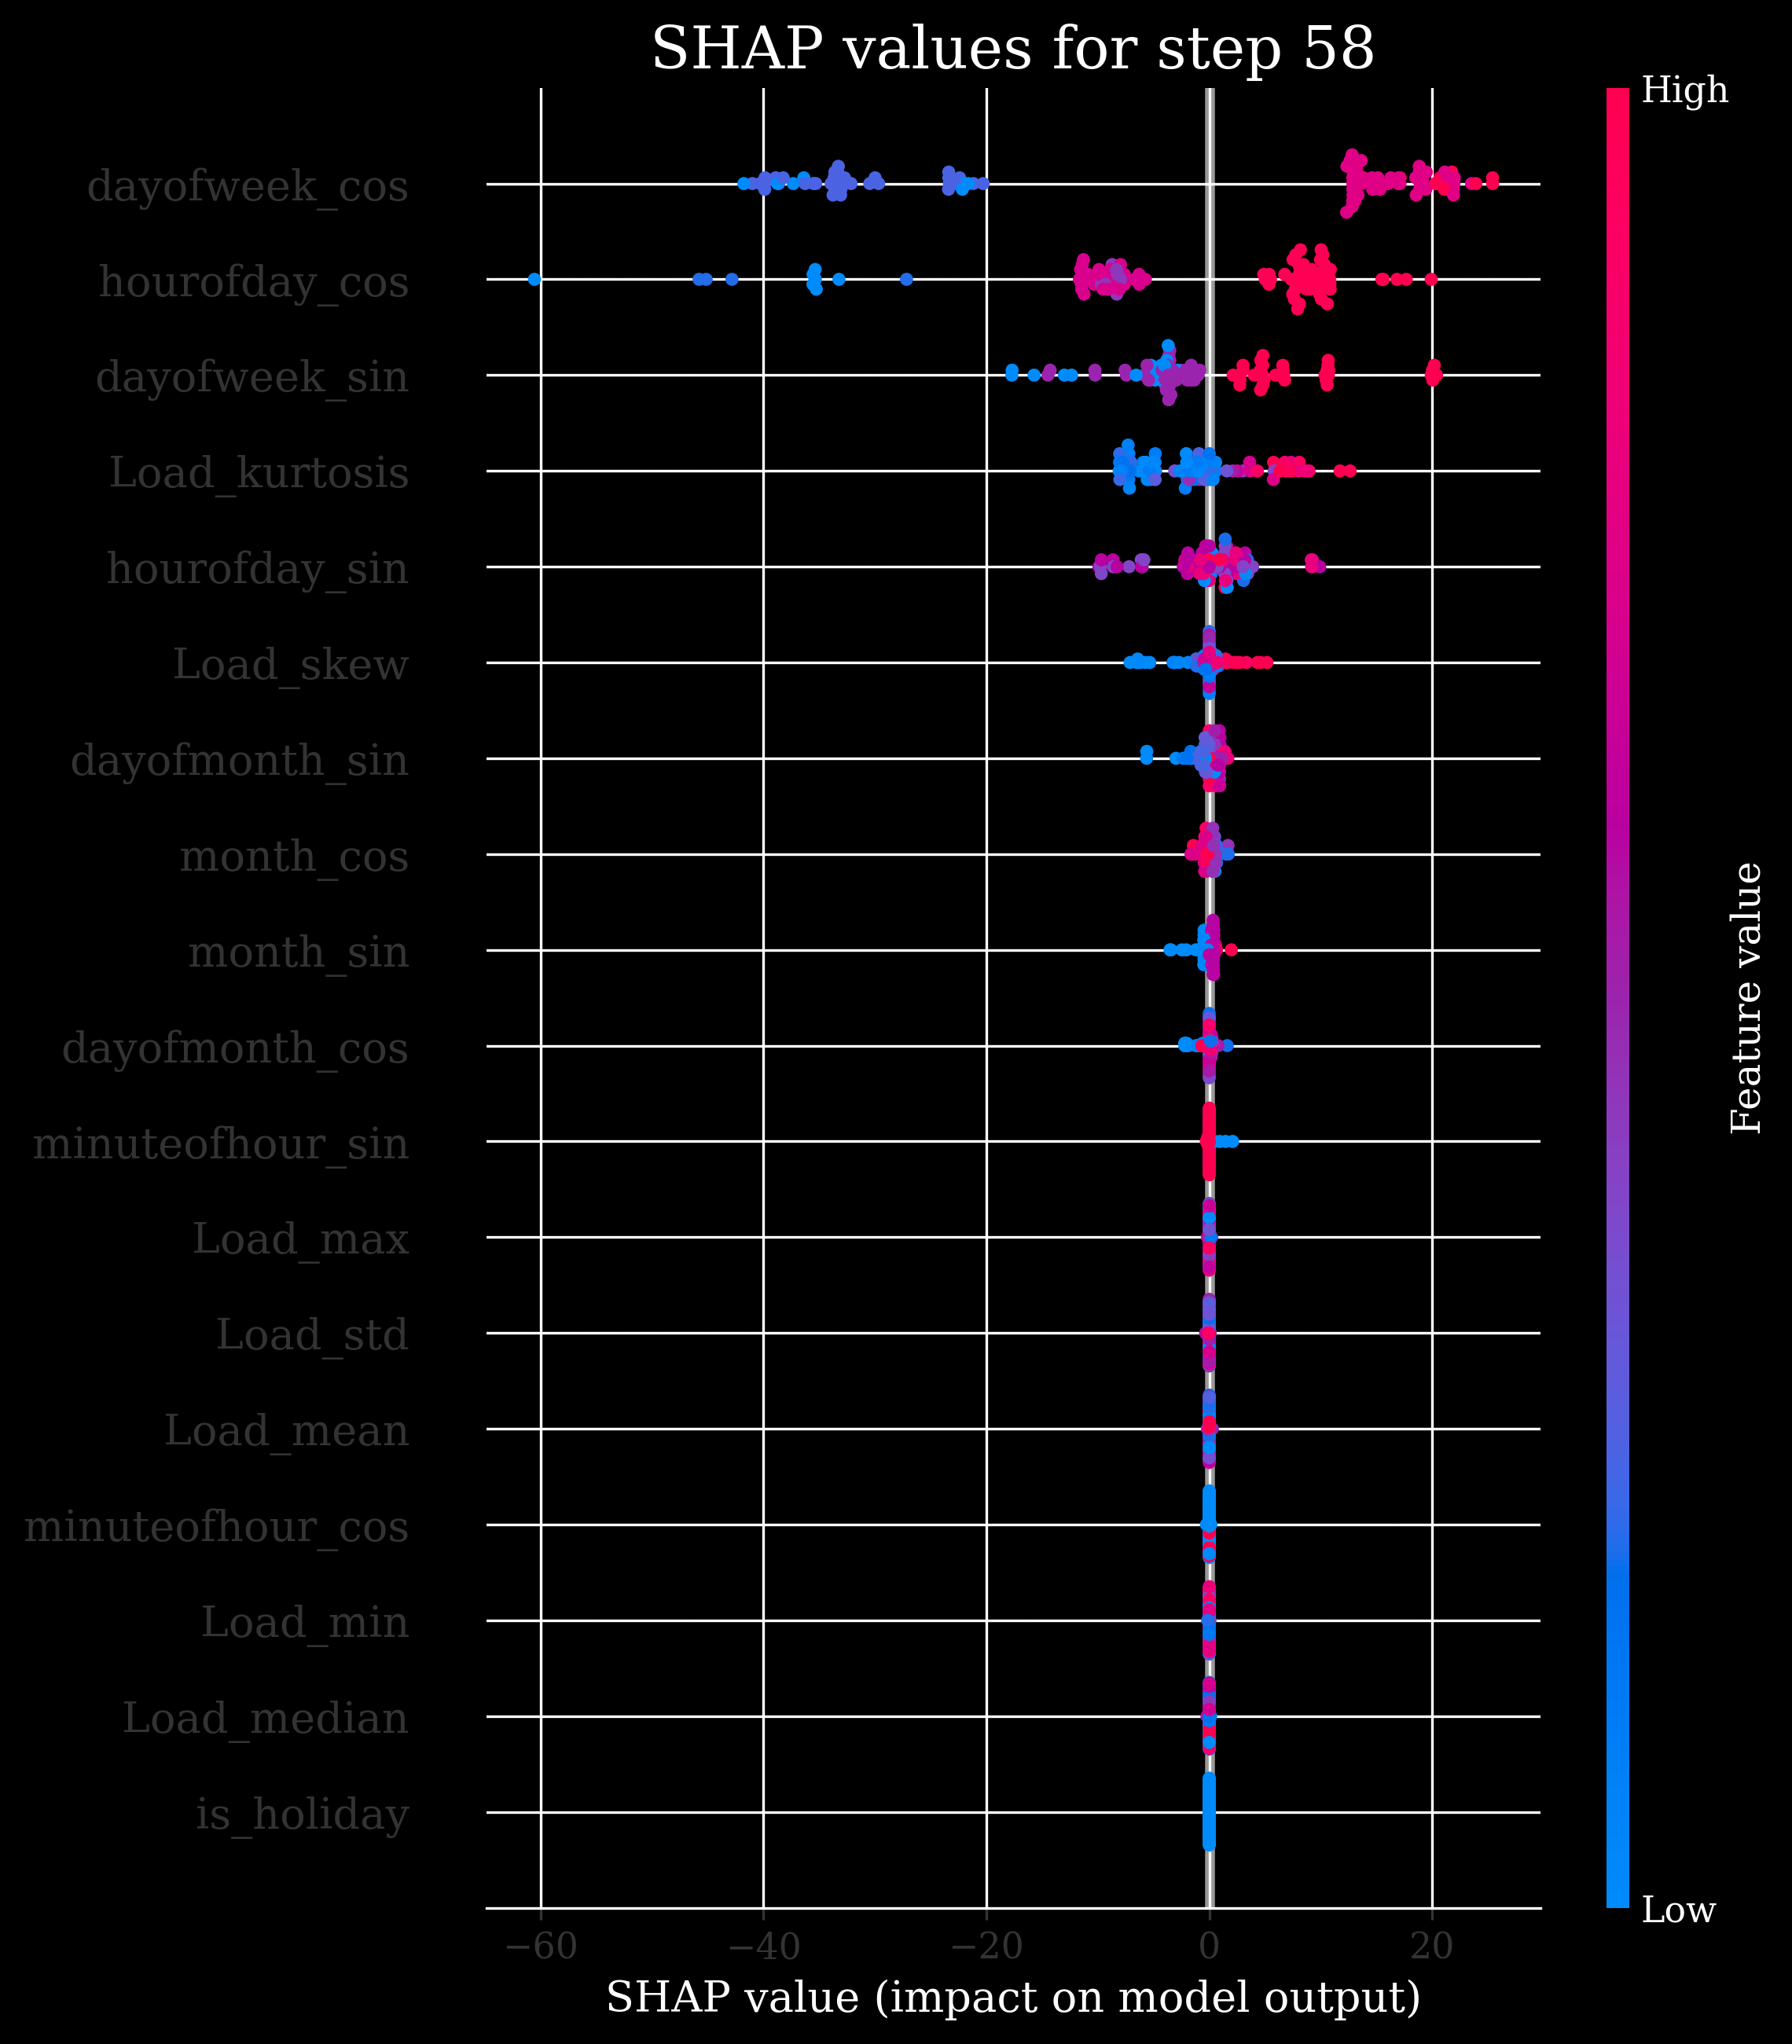 SHAP values for step 58
High
dayofweek_cos
hourofday_cos
dayofweek_sin
Load_kurtosis
hourofday_sin
Load_skew
dayofmonth_sin
month_cos
month_sin
dayofmonth_cos
minuteofhour_sin
Load_max
Load_std
Load_mean
minuteofhour_cos
Load_min
Load_median
is_holiday
Feature value
Low
−60 −40 −20 0 20
SHAP value (impact on model output)